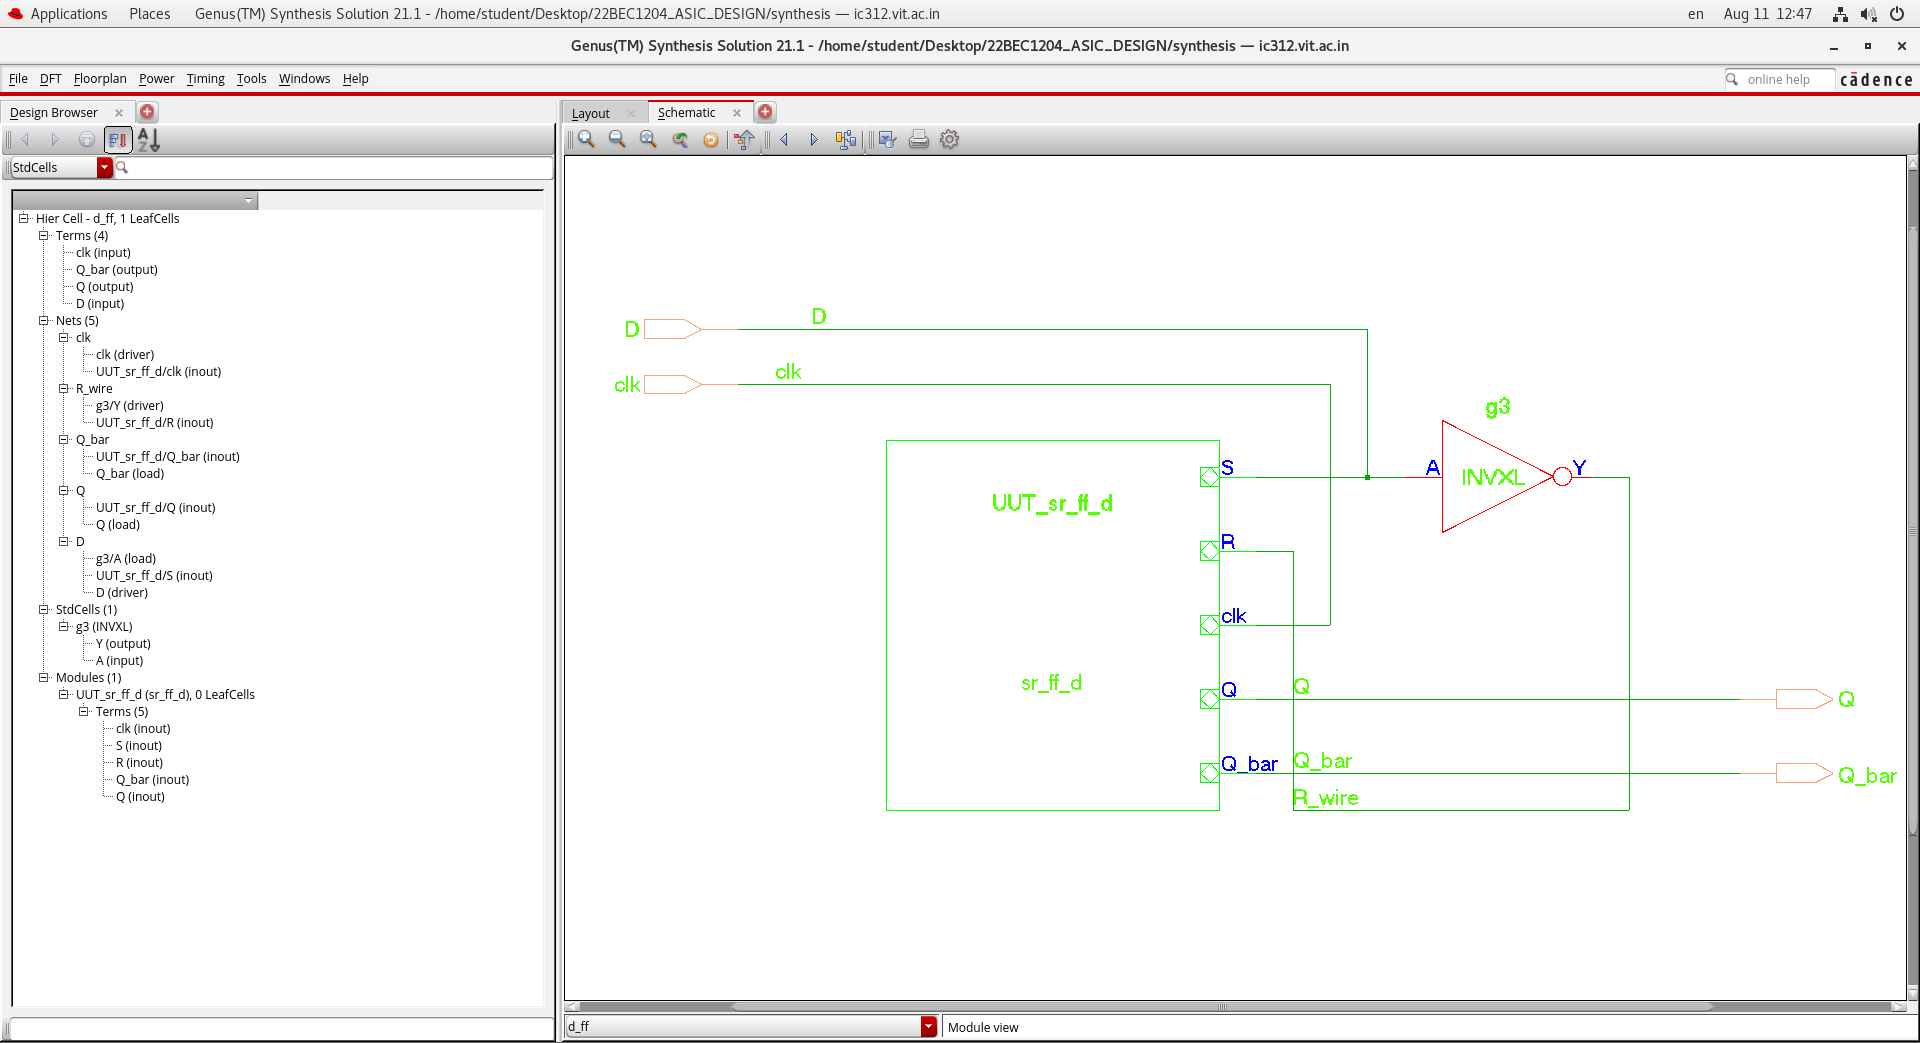 Applications Places Genus(TM) Synthesis Solution 21.1 - /home/student/Desktop/22BEC1204_ASIC_DESIGN/synthesis — ic312.vit.ac.in en Aug 11 12:47
Genus(TM) Synthesis Solution 21.1 - /home/student/Desktop/22BEC1204_ASIC_DESIGN/synthesis — ic312.vit.ac.in
File DFT Floorplan Power Timing Tools Windows Help online help cādence
Design Browser
StdCells
Hier Cell - d_ff, 1 LeafCells
Terms (4)
clk (input)
Q_bar (output)
Q (output)
D (input)
Nets (5)
clk
clk (driver)
UUT_sr_ff_d/clk (inout)
R_wire
g3/Y (driver)
UUT_sr_ff_d/R (inout)
Q_bar
UUT_sr_ff_d/Q_bar (inout)
Q_bar (load)
Q
UUT_sr_ff_d/Q (inout)
Q (load)
D
g3/A (load)
UUT_sr_ff_d/S (inout)
D (driver)
StdCells (1)
g3 (INVXL)
Y (output)
A (input)
Modules (1)
UUT_sr_ff_d (sr_ff_d), 0 LeafCells
Terms (5)
clk (inout)
S (inout)
R (inout)
Q_bar (inout)
Q (inout)
Layout Schematic
D D
clk clk
g3
S A INVXL Y
UUT_sr_ff_d
R
clk
sr_ff_d
Q Q Q
Q_bar Q_bar Q_bar
R_wire
d_ff Module view